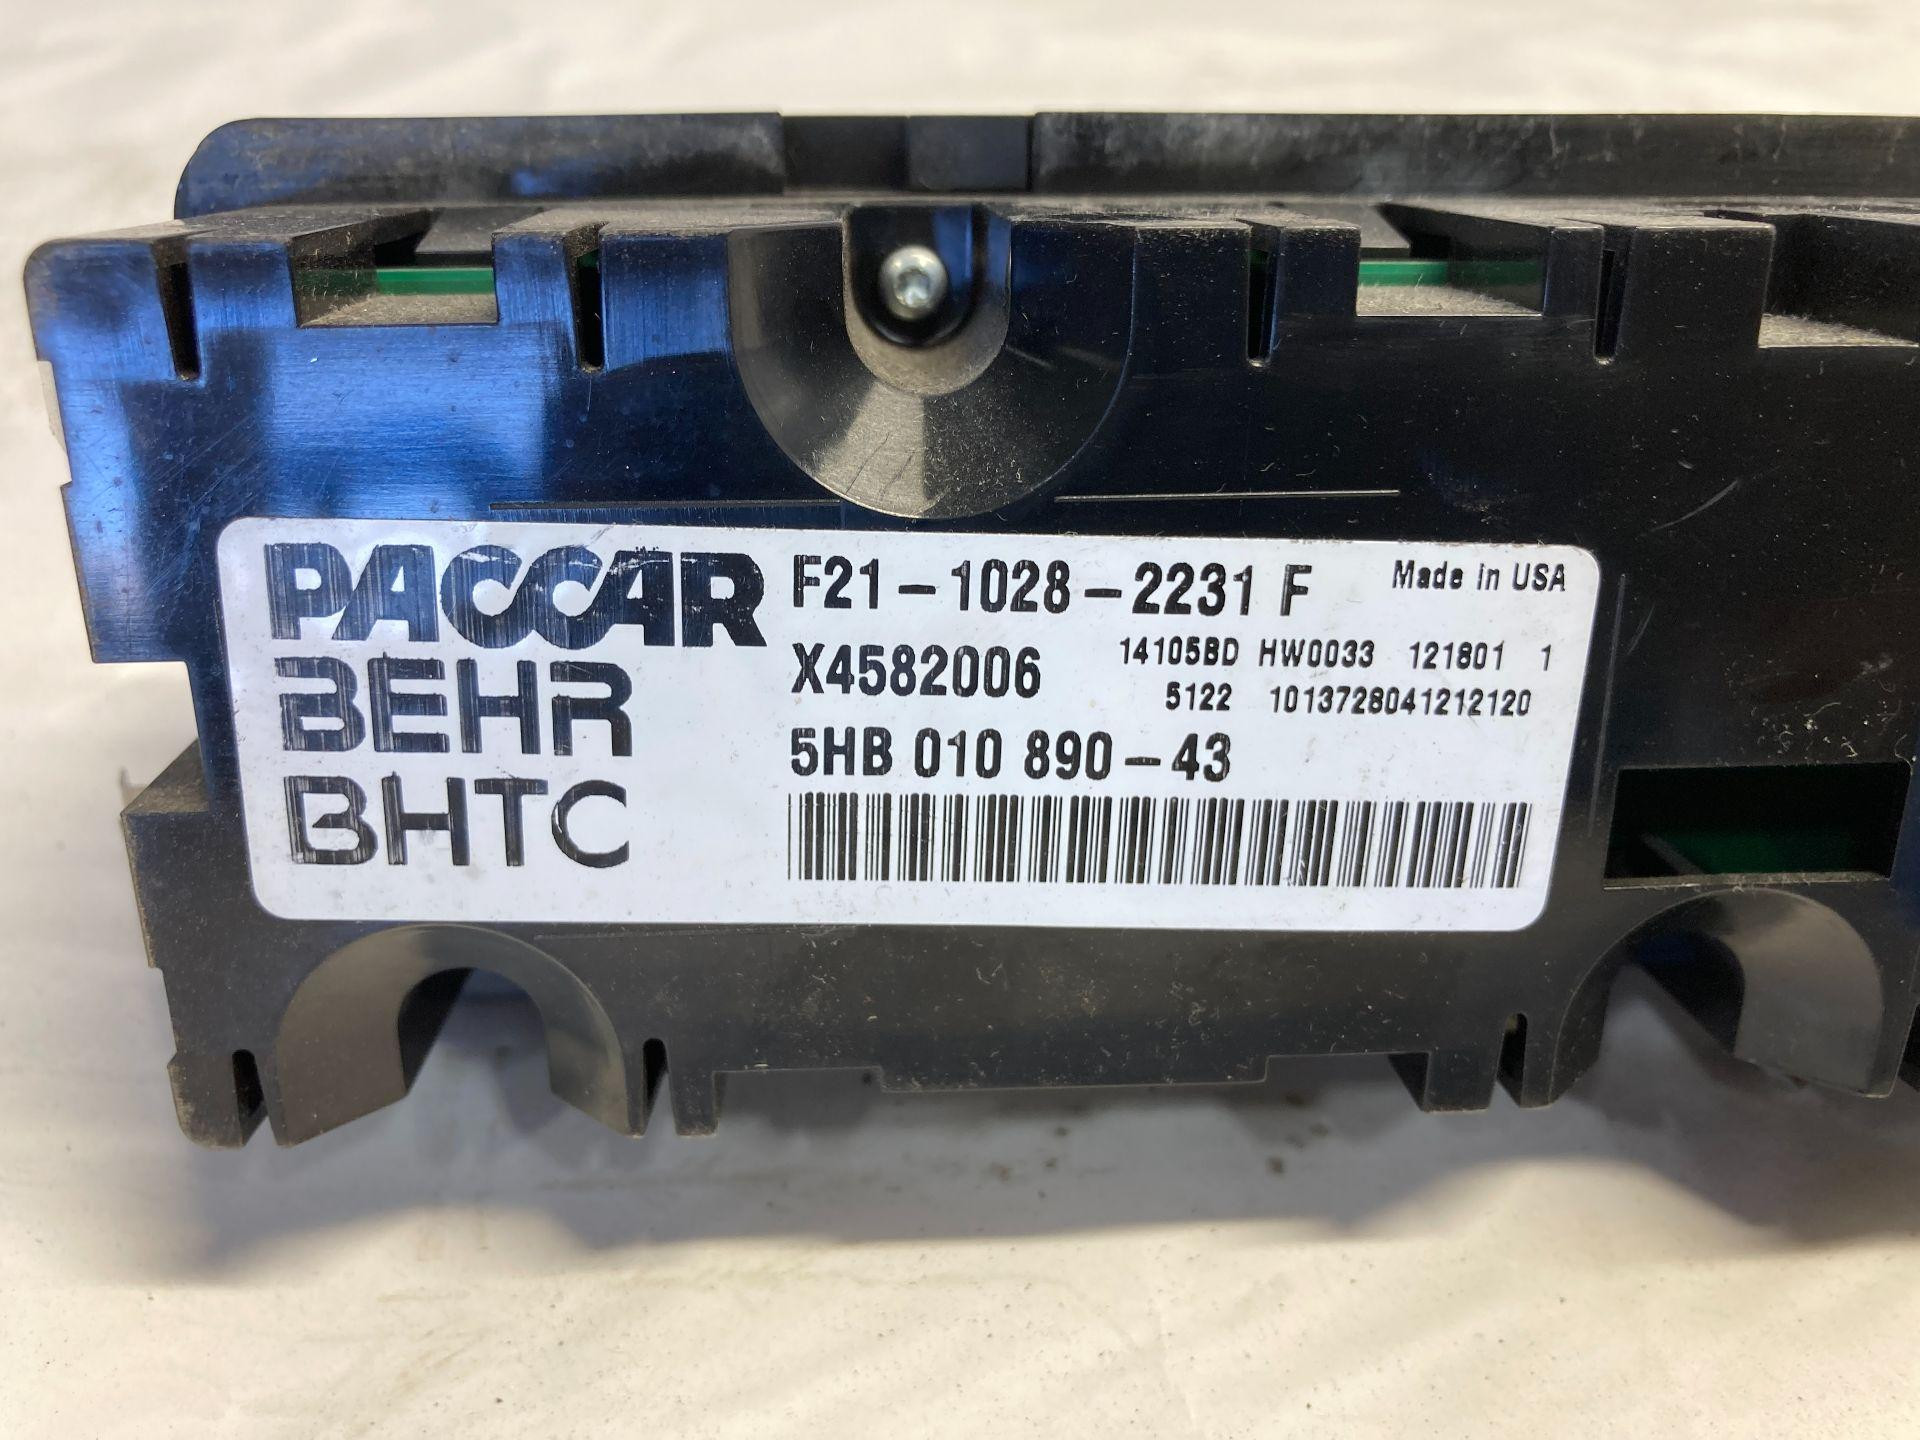 PACCAR F21-1028-2231 F Made in USA
BEHR X4582006 14105BD HW0033 121801 1
5122 1013728041212120
BHTC 5HB 010 890-43